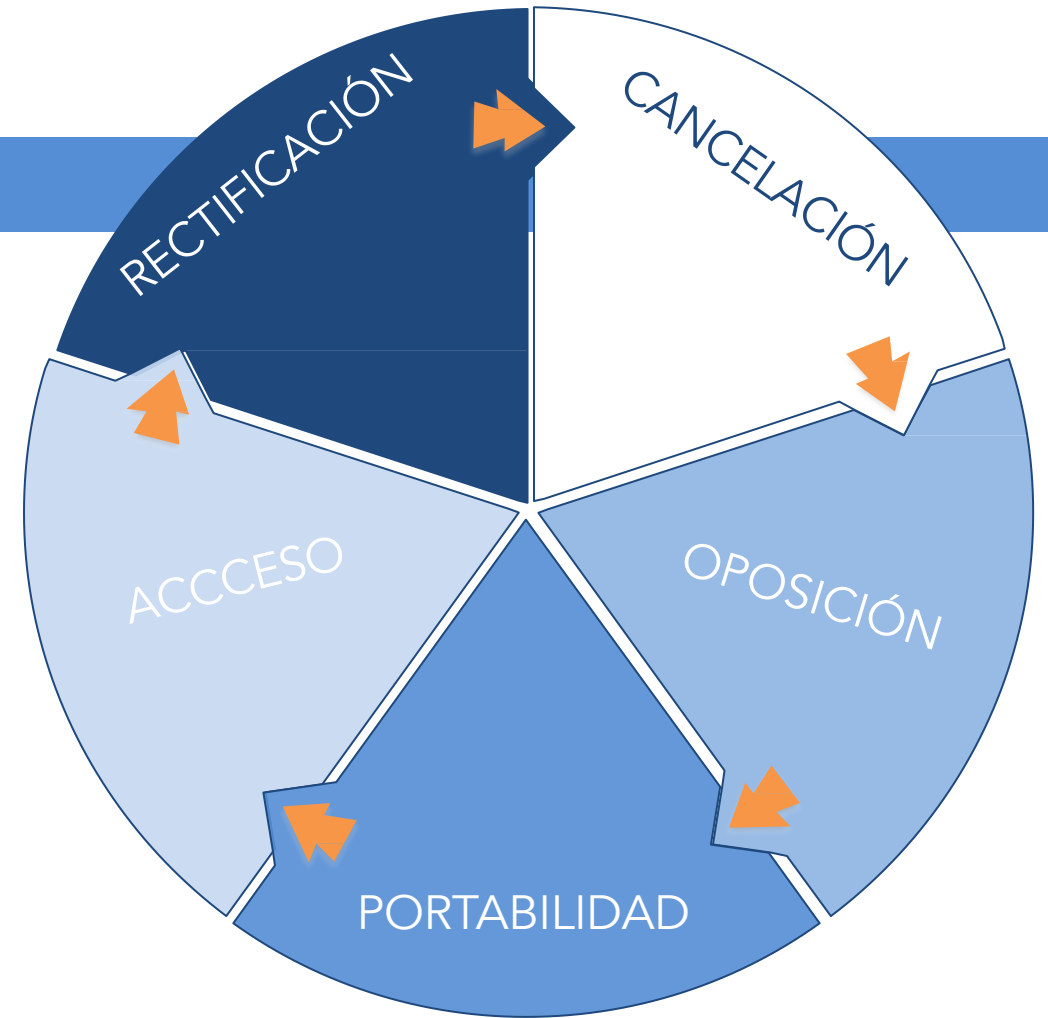 RECTIFICACIÓN
CANCELACIÓN
ACCCESO
OPOSICIÓN
PORTABILIDAD